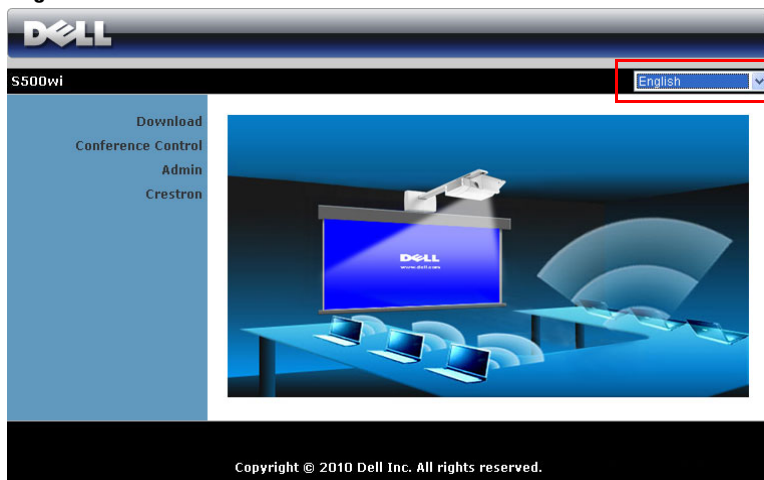 DELL
S500wi
English
Download
Conference Control
Admin
Crestron
DELL
www.dell.com
Copyright © 2010 Dell Inc. All rights reserved.